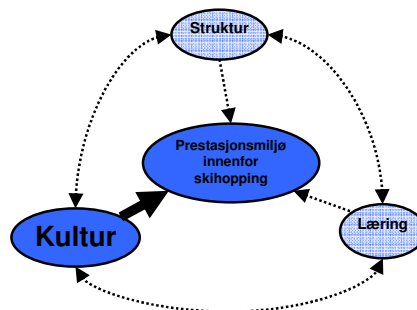 Struktur
Prestasjonsmiljø
innenfor
skihopping
Kultur
Læring